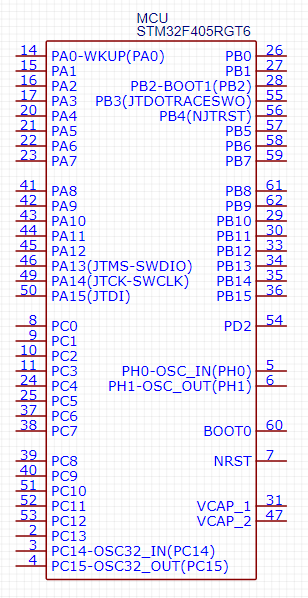 MCU
STM32F405RGT6
14 PA0-WKUP(PA0) PB0 26
15 PA1 PB1 27
16 PA2 PB2-BOOT1(PB2) 28
17 PA3 PB3(JTDOTRACESWO) 55
20 PA4 PB4(NJTRST) 56
21 PA5 PB5 57
22 PA6 PB6 58
23 PA7 PB7 59
41 PA8 PB8 61
42 PA9 PB9 62
43 PA10 PB10 29
44 PA11 PB11 30
45 PA12 PB12 33
46 PA13(JTMS-SWDIO) PB13 34
49 PA14(JTCK-SWCLK) PB14 35
50 PA15(JTDI) PB15 36
8 PC0 PD2 54
9 PC1
10 PC2
11 PC3 PH0-OSC_IN(PH0) 5
24 PC4 PH1-OSC_OUT(PH1) 6
25 PC5
37 PC6
38 PC7 BOOT0 60
39 PC8 NRST 7
40 PC9
51 PC10
52 PC11 VCAP_1 31
53 PC12 VCAP_2 47
2 PC13
3 PC14-OSC32_IN(PC14)
4 PC15-OSC32_OUT(PC15)